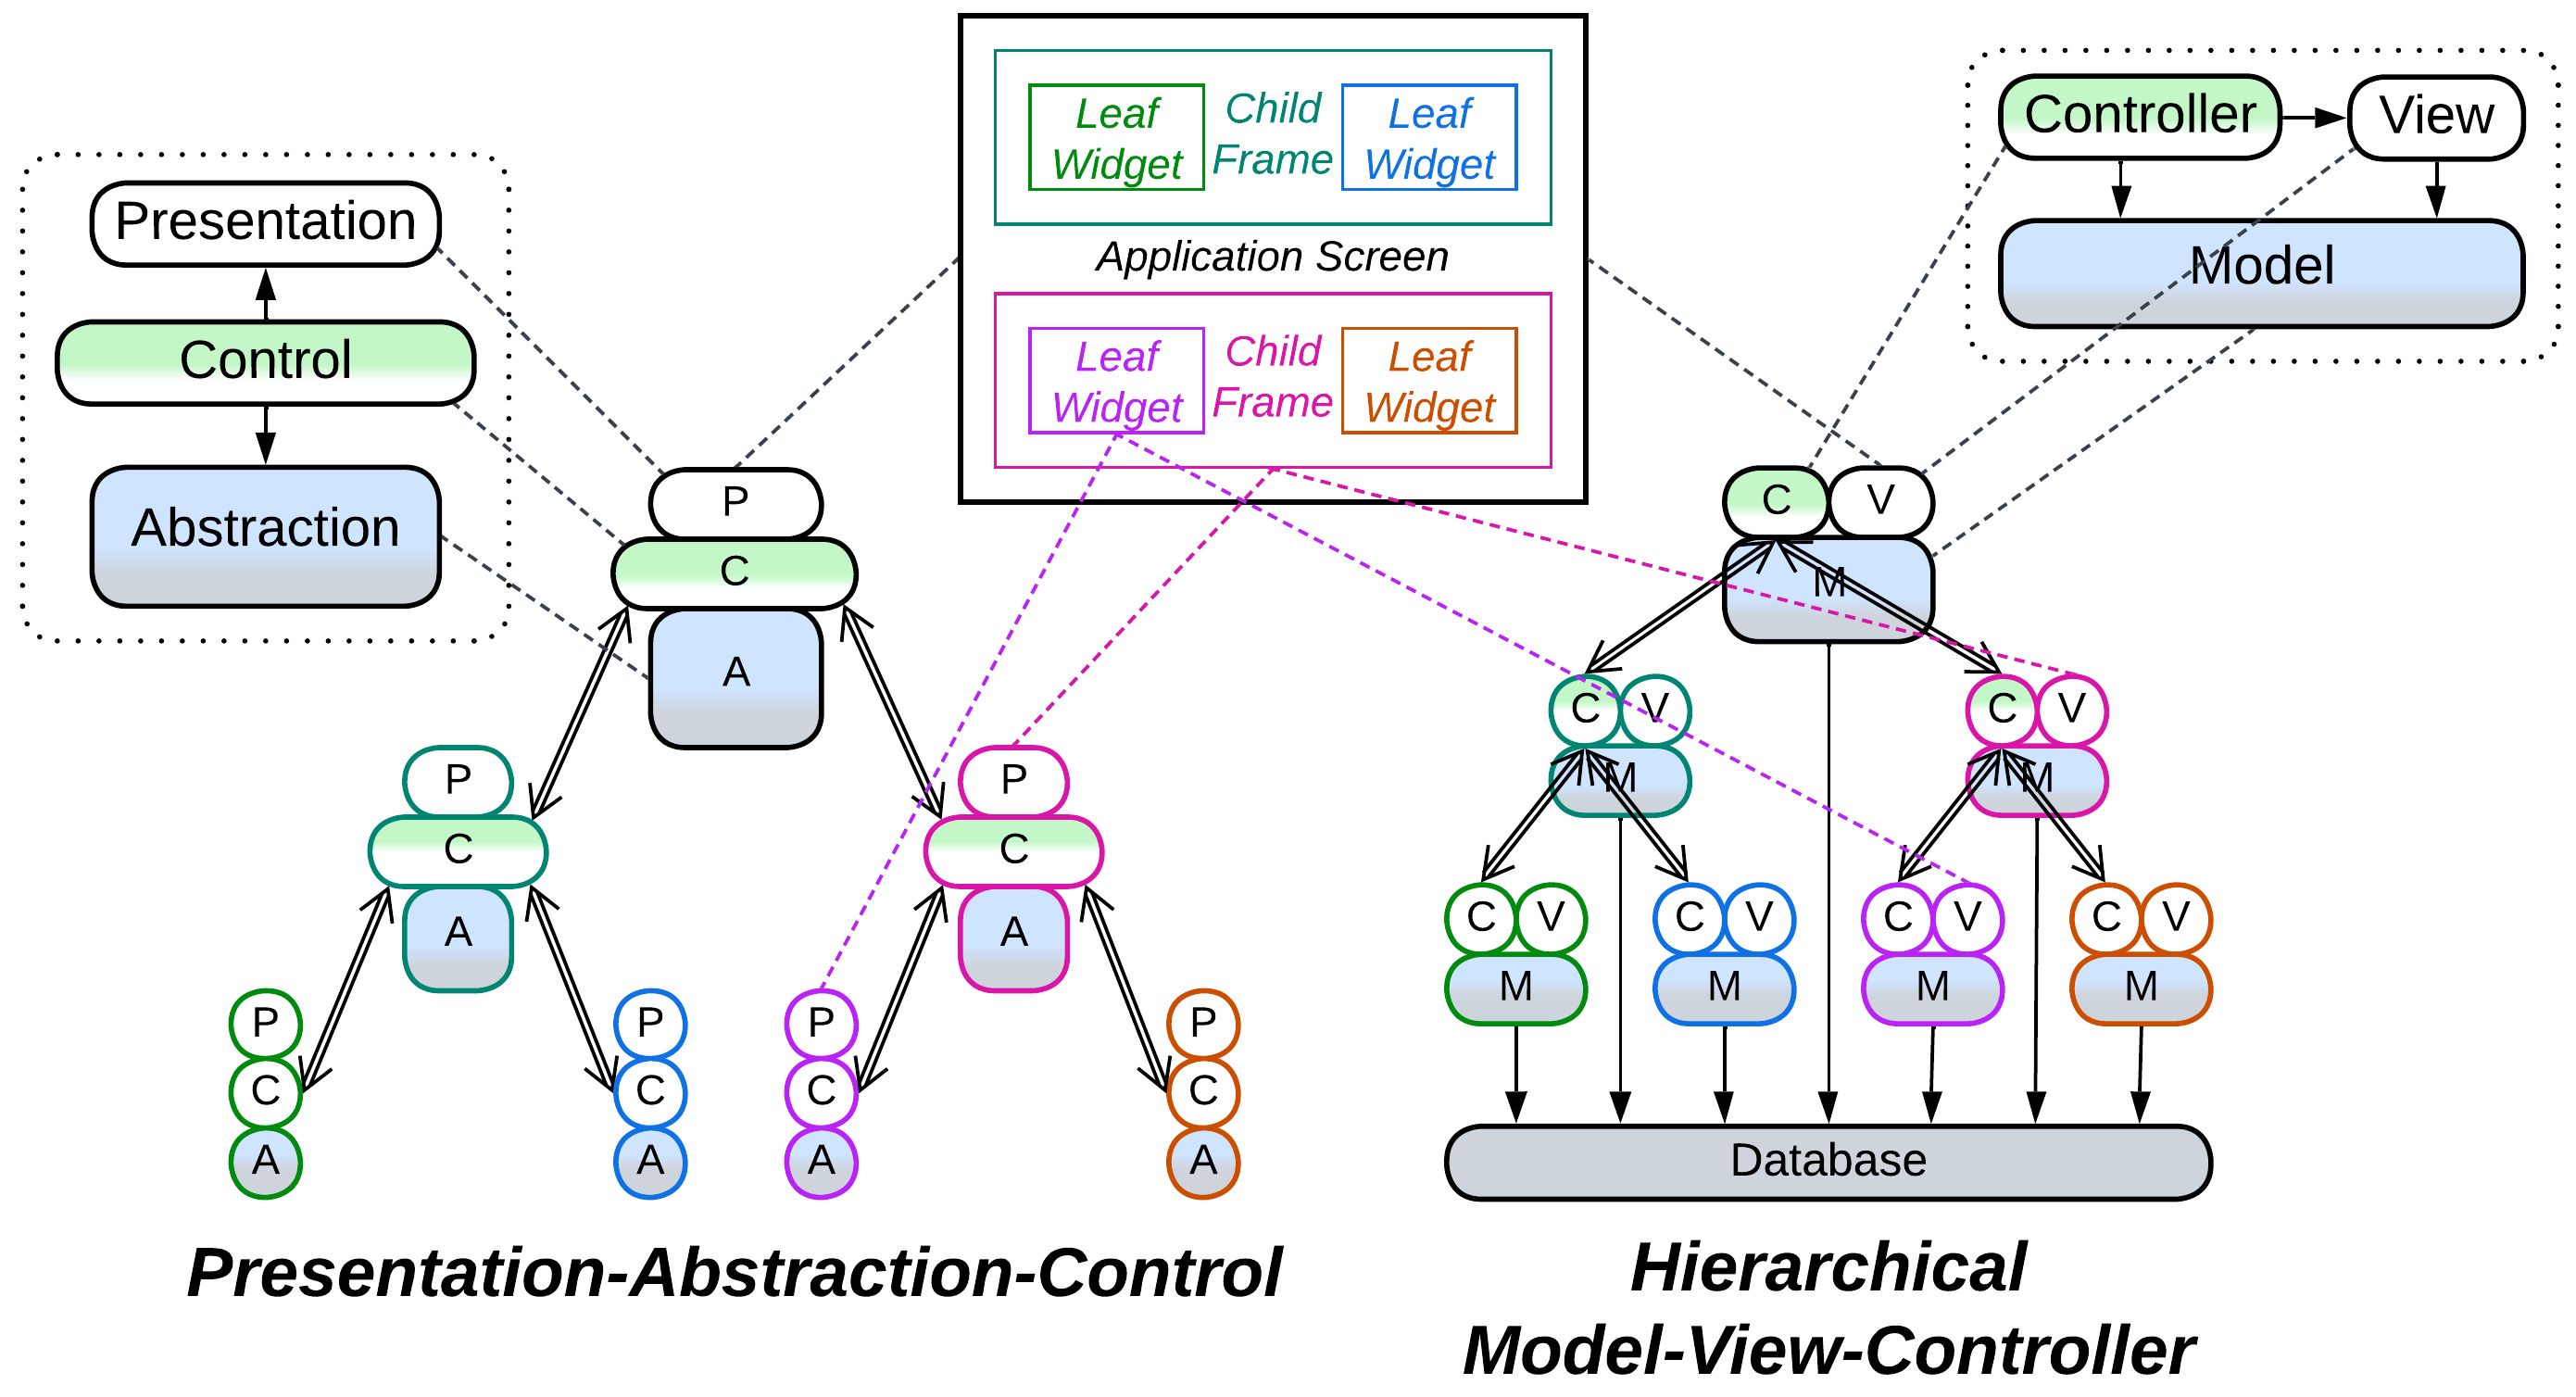 Presentation
Control
Abstraction
Leaf
Widget
Child
Frame
Leaf
Widget
Application Screen
Leaf
Widget
Child
Frame
Leaf
Widget
Controller
View
Model
P
C
A
P
C
A
P
C
A
P
C
A
P
C
A
P
C
A
P
C
A
C V
M
C V
M
C V
M
C V
M
C V
M
C V
M
C V
M
Database
Presentation-Abstraction-Control
Hierarchical
Model-View-Controller